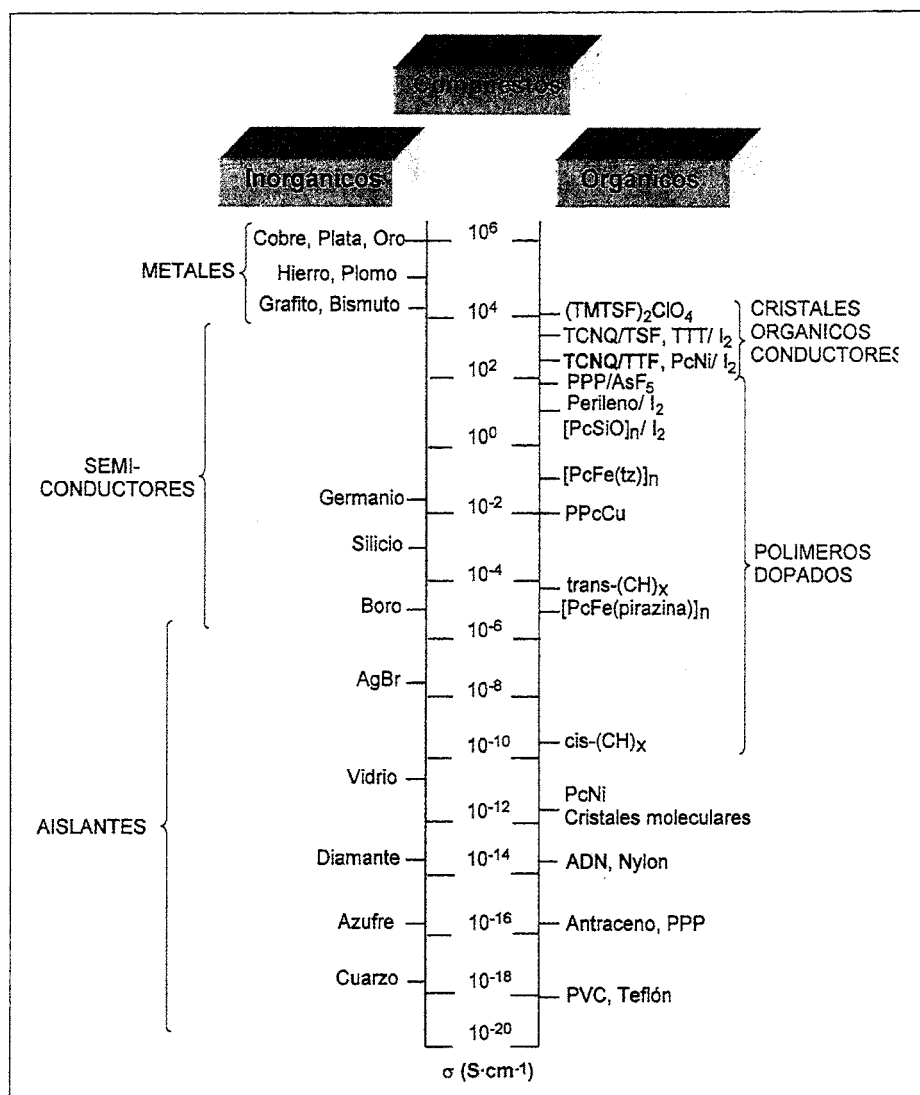 Compuestos
Inorgánicos
Orgánicos
METALES
Cobre, Plata, Oro
Hierro, Plomo
Grafito, Bismuto
SEMI-
CONDUCTORES
Germanio
Silicio
Boro
AISLANTES
AgBr
Vidrio
Diamante
Azufre
Cuarzo
10⁶
10⁴
10²
10⁰
10⁻²
10⁻⁴
10⁻⁶
10⁻⁸
10⁻¹⁰
10⁻¹²
10⁻¹⁴
10⁻¹⁶
10⁻¹⁸
10⁻²⁰
σ (S·cm⁻¹)
(TMTSF)₂ClO₄
TCNQ/TSF, TTT/ I₂
TCNQ/TTF, PcNi/ I₂
PPP/AsF₅
Perileno/ I₂
[PcSiO]ₙ/ I₂
[PcFe(tz)]ₙ
PPcCu
trans-(CH)ₓ
[PcFe(pirazina)]ₙ
cis-(CH)ₓ
PcNi
Cristales moleculares
ADN, Nylon
Antraceno, PPP
PVC, Teflón
CRISTALES
ORGANICOS
CONDUCTORES
POLIMEROS
DOPADOS